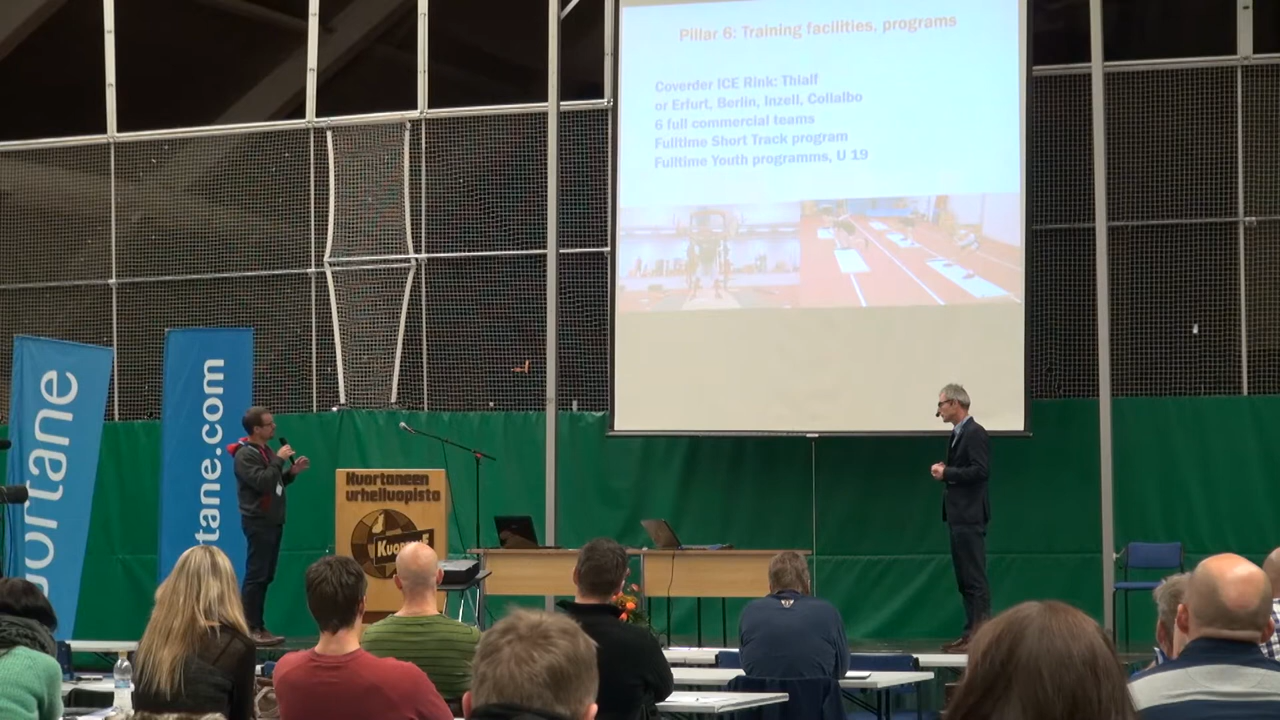 Pillar 6: Training facilities, programs
Coverder ICE Rink: Thialf
or Erfurt, Berlin, Inzell, Collalbo
6 full commercial teams
Fulltime Short Track program
Fulltime Youth programms, U 19
uortane
tane.com
Kuortaneen
urheiluopisto